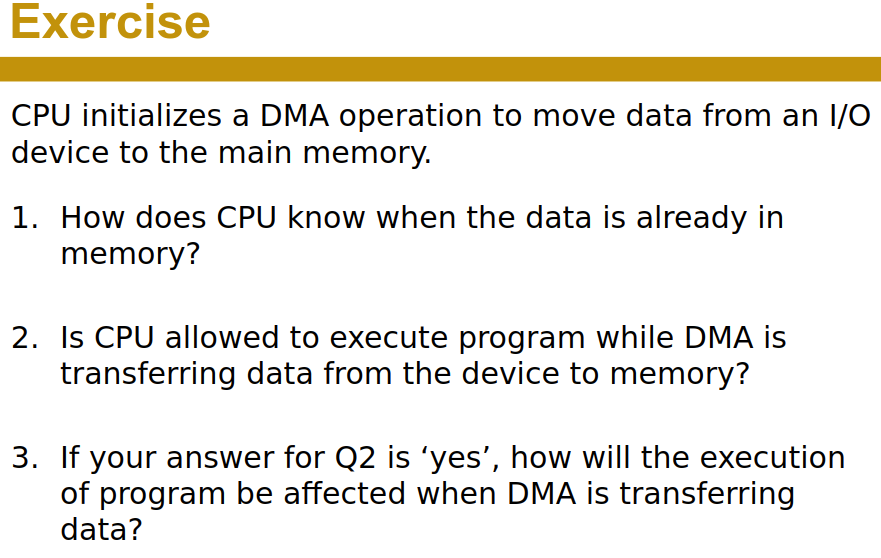 Exercise
CPU initializes a DMA operation to move data from an I/O
device to the main memory.
1. How does CPU know when the data is already in
memory?
2. Is CPU allowed to execute program while DMA is
transferring data from the device to memory?
3. If your answer for Q2 is ‘yes’, how will the execution
of program be affected when DMA is transferring
data?